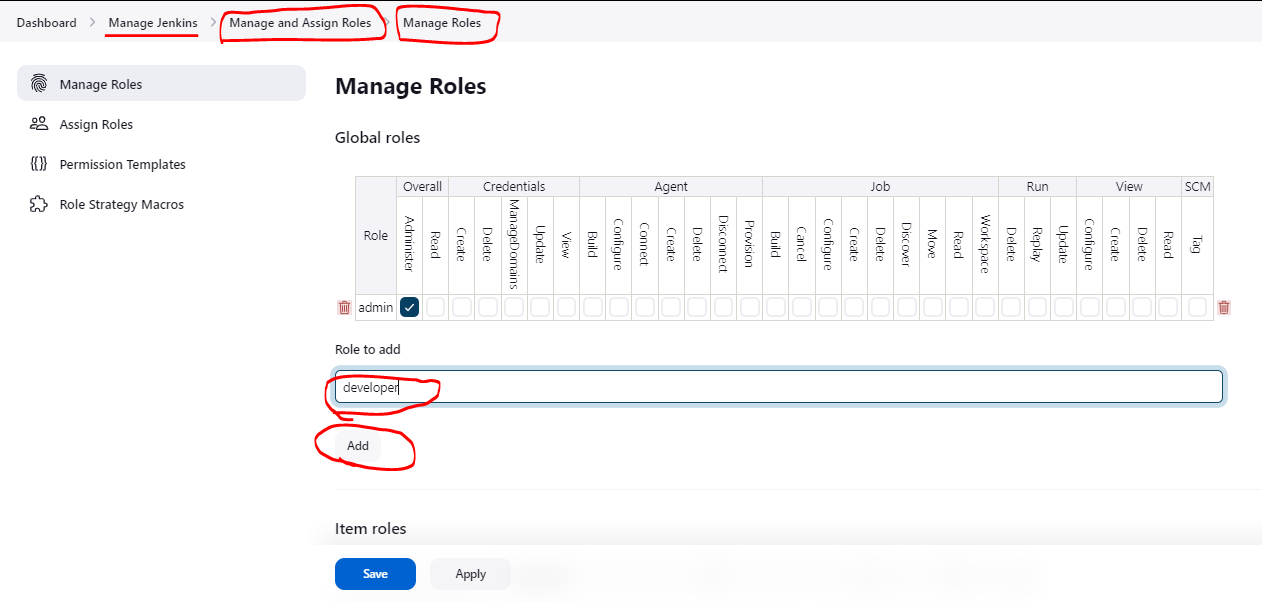 Dashboard > Manage Jenkins > Manage and Assign Roles > Manage Roles
Manage Roles
Assign Roles
Permission Templates
Role Strategy Macros
Manage Roles
Global roles
Role Overall Credentials Agent Job Run View SCM
Administer Read Create Delete ManageDomains Update View Build Configure Connect Create Delete Disconnect Provision Build Cancel Configure Create Delete Discover Move Read Workspace Delete Replay Update Configure Create Delete Read Tag
admin
Role to add
developer
Add
Item roles
Save Apply